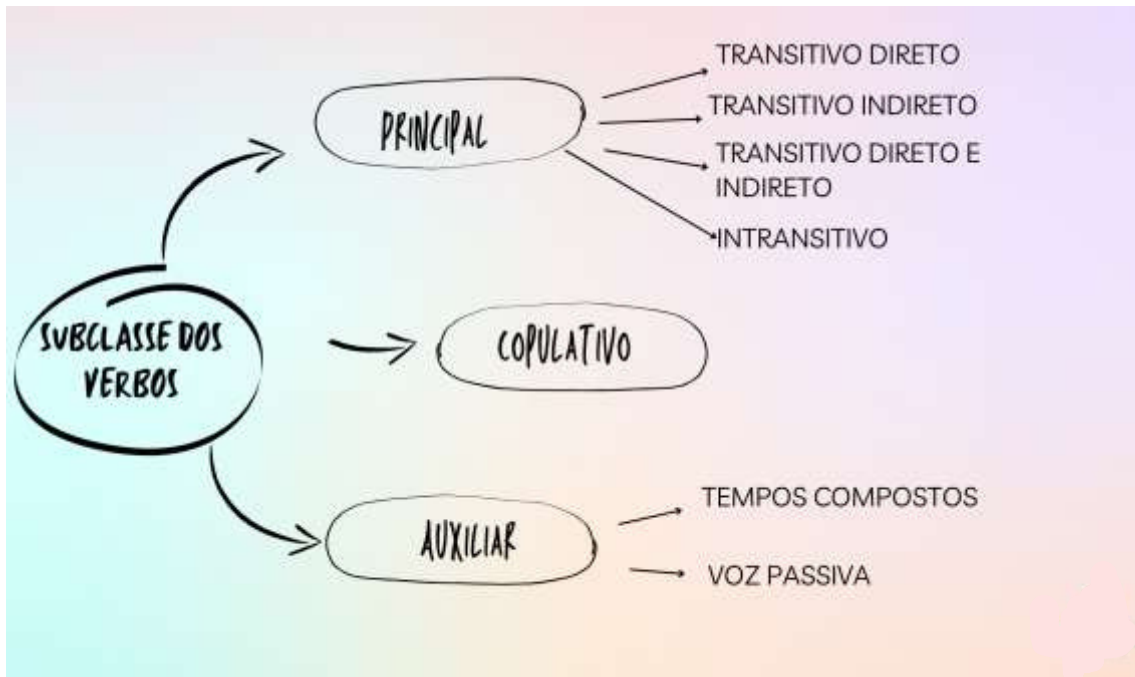 SUBCLASSE DOS
VERBOS
PRINCIPAL
TRANSITIVO DIRETO
TRANSITIVO INDIRETO
TRANSITIVO DIRETO E
INDIRETO
INTRANSITIVO
COPULATIVO
AUXILIAR
TEMPOS COMPOSTOS
VOZ PASSIVA